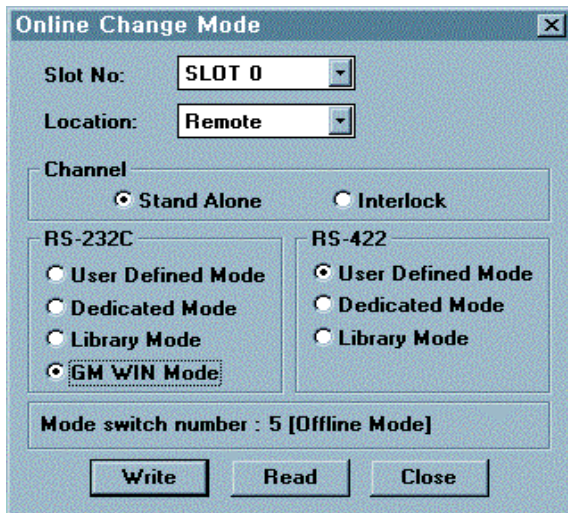 Online Change Mode
Slot No: SLOT 0
Location: Remote
Channel
Stand Alone Interlock
RS-232C RS-422
User Defined Mode User Defined Mode
Dedicated Mode Dedicated Mode
Library Mode Library Mode
GM WIN Mode
Mode switch number : 5 [Offline Mode]
Write Read Close